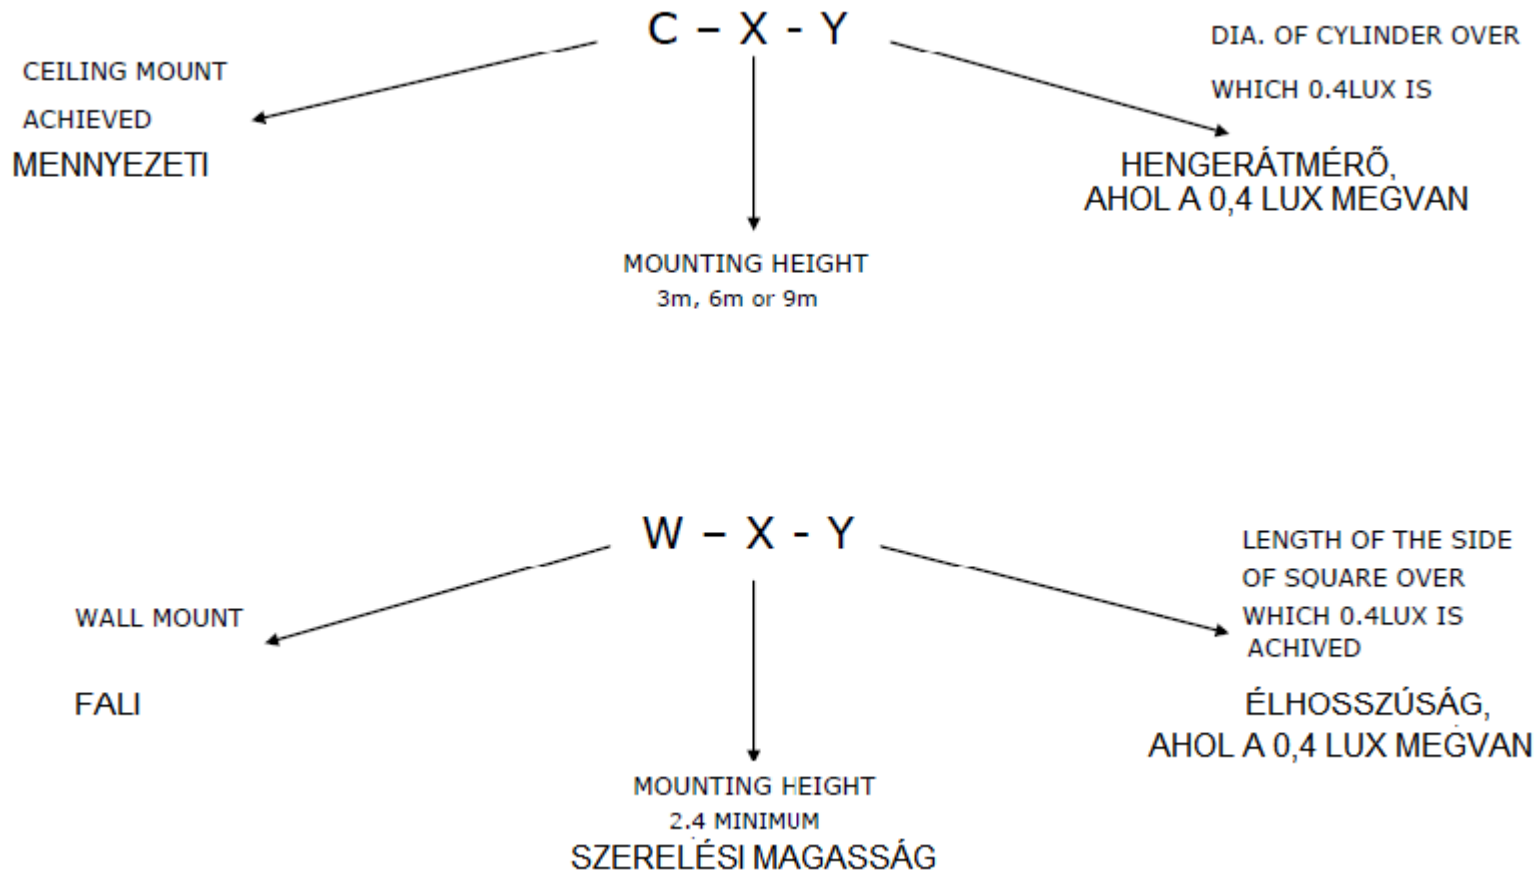 C – X - Y
CEILING MOUNT
ACHIEVED
MENNYEZETI
DIA. OF CYLINDER OVER
WHICH 0.4LUX IS
HENGERÁTMÉRŐ,
AHOL A 0,4 LUX MEGVAN
MOUNTING HEIGHT
3m, 6m or 9m
W – X - Y
WALL MOUNT
FALI
LENGTH OF THE SIDE
OF SQUARE OVER
WHICH 0.4LUX IS
ACHIVED
ÉLHOSSZÚSÁG,
AHOL A 0,4 LUX MEGVAN
MOUNTING HEIGHT
2.4 MINIMUM
SZERELÉSI MAGASSÁG